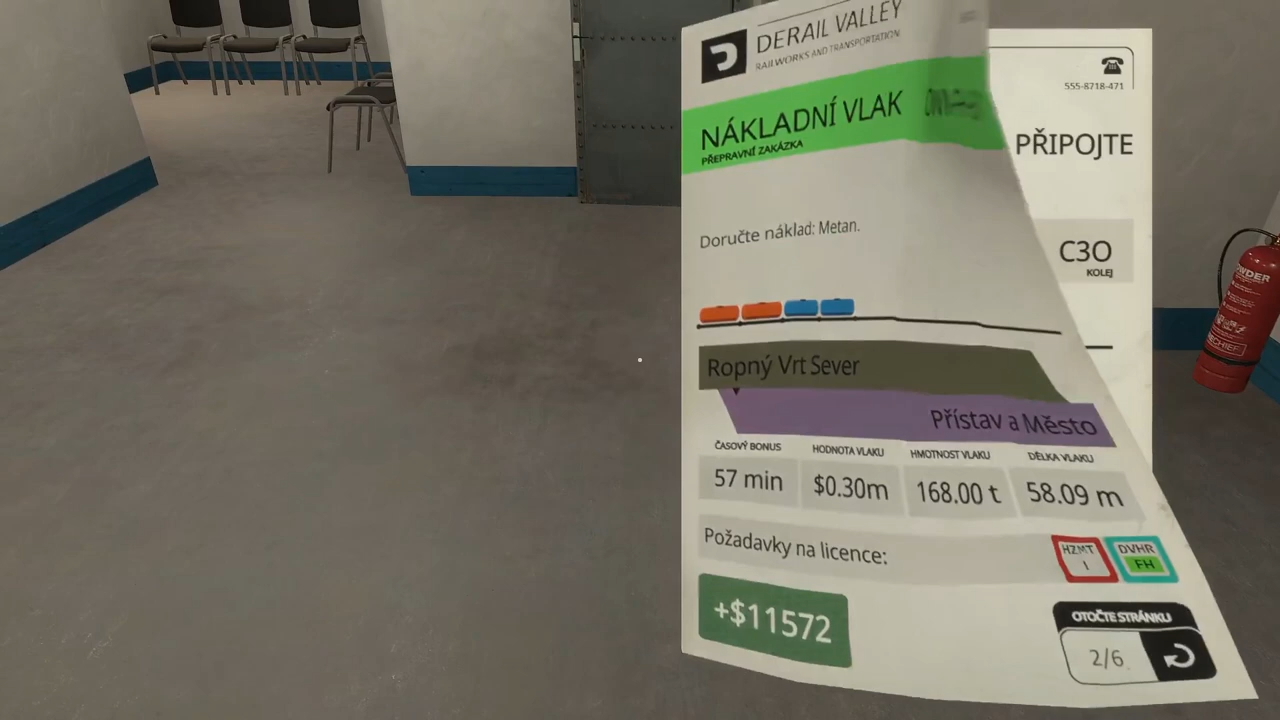 DERAIL VALLEY
RAILWORKS AND TRANSPORTATION
NÁKLADNÍ VLAK
PŘEPRAVNÍ ZAKÁZKA
Doručte náklad: Metan.
Ropný Vrt Sever
Přístav a Město
ČASOVÝ BONUS HODNOTA VLAKU HMOTNOST VLAKU DÉLKA VLAKU
57 min $0.30m 168.00 t 58.09 m
Požadavky na licence:
HZMT
1
DVHR
FH
+$11572
OTOČTE STRÁNKU
2/6
555-8718-471
PŘIPOJTE
C3O
KOLEJ